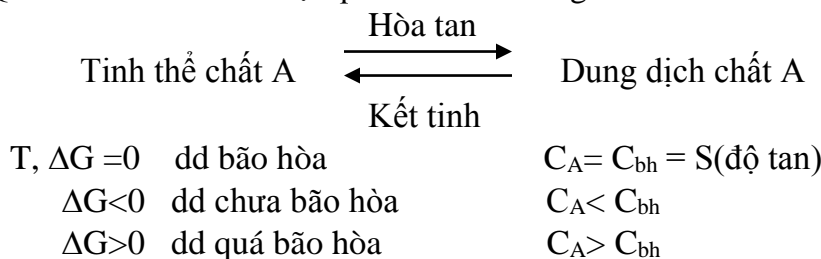 Hòa tan
Tinh thể chất A Dung dịch chất A
Kết tinh
T, ΔG =0 dd bão hòa C_A= C_bh = S(độ tan)
ΔG<0 dd chưa bão hòa C_A< C_bh
ΔG>0 dd quá bão hòa C_A> C_bh